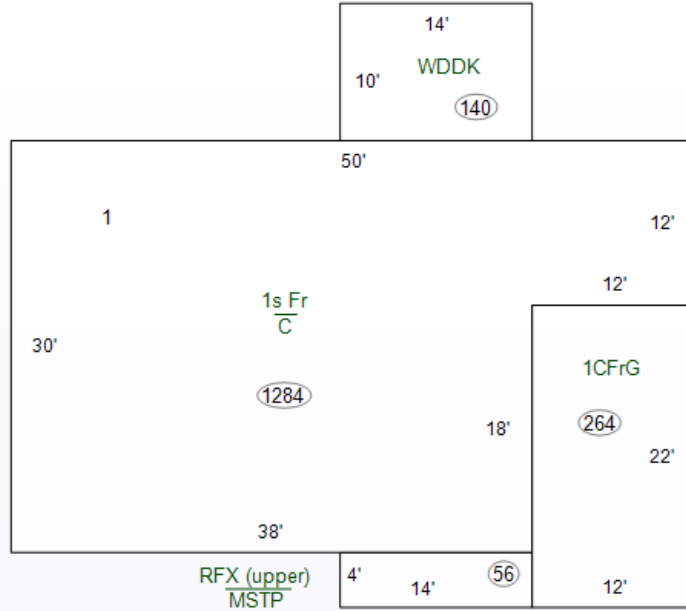 14'
WDDK
10'
140
50'
1
12'
12'
1s Fr
C
30'
1CFrG
1284
264
18'
22'
38'
RFX (upper)
MSTP
4'
14'
56
12'